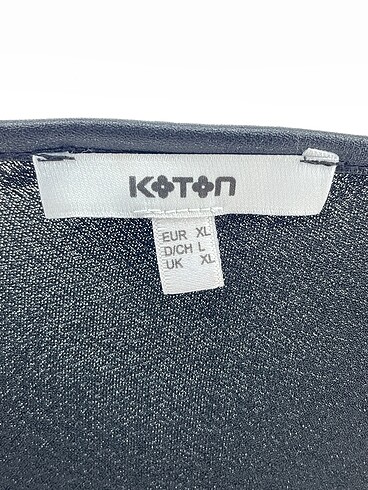 KOTON
EUR XL
D/CH L
UK XL